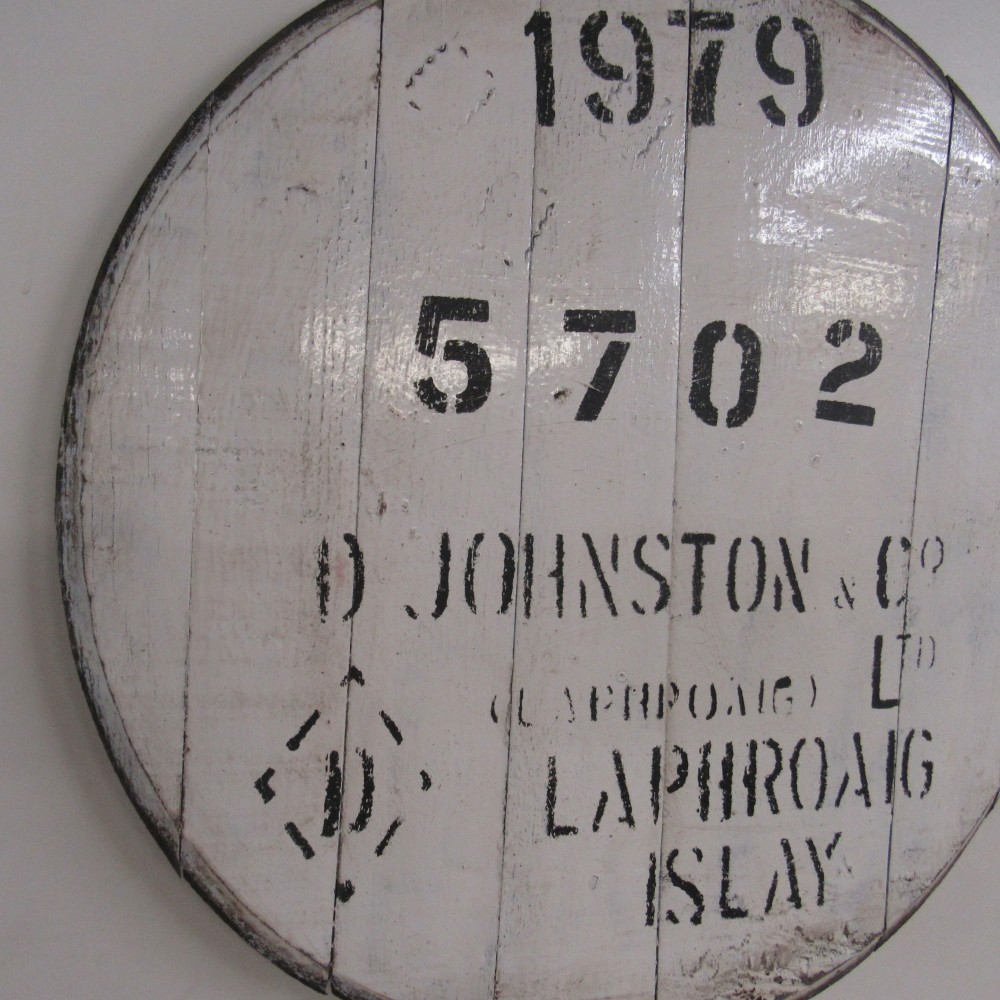 1979
5702
D JOHNSTON & Cº
LTD
(LAPHROAIG)
D LAPHROAIG
ISLAY